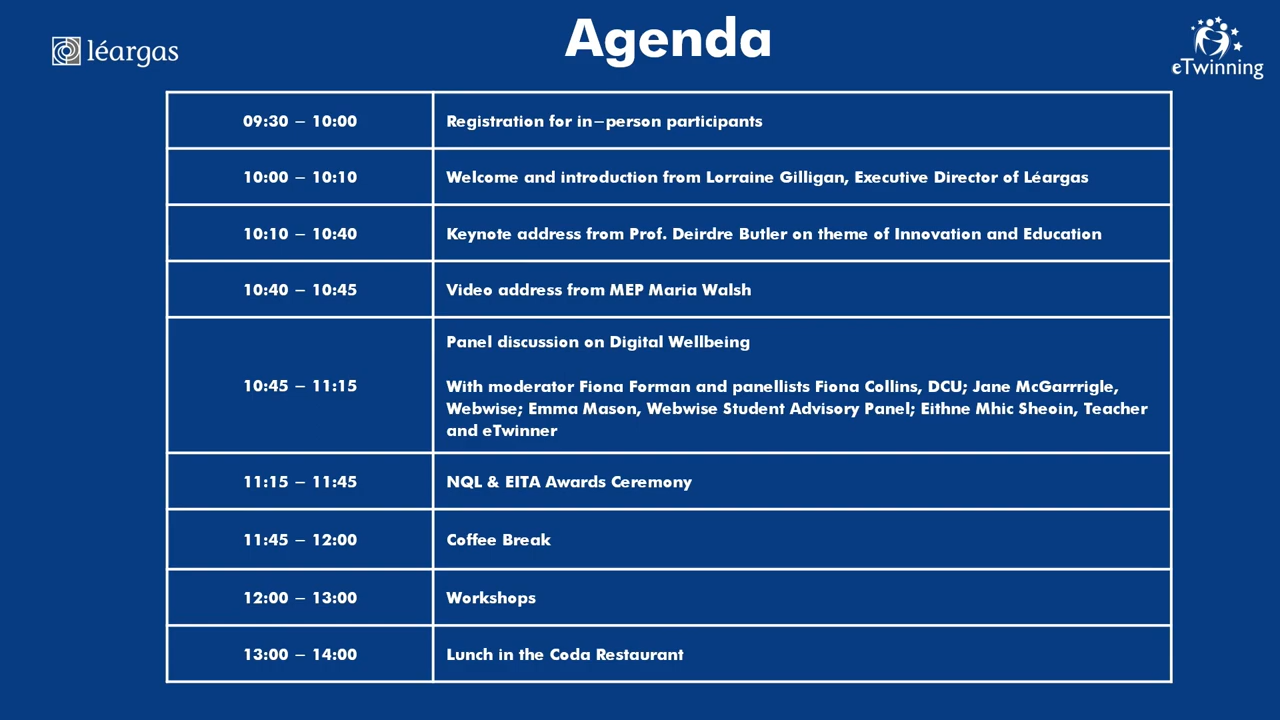 léargas
Agenda
eTwinning
09:30 – 10:00
Registration for in–person participants
10:00 – 10:10
Welcome and introduction from Lorraine Gilligan, Executive Director of Léargas
10:10 – 10:40
Keynote address from Prof. Deirdre Butler on theme of Innovation and Education
10:40 – 10:45
Video address from MEP Maria Walsh
10:45 – 11:15
Panel discussion on Digital Wellbeing
With moderator Fiona Forman and panellists Fiona Collins, DCU; Jane McGarrrigle,
Webwise; Emma Mason, Webwise Student Advisory Panel; Eithne Mhic Sheoin, Teacher
and eTwinner
11:15 – 11:45
NQL & EITA Awards Ceremony
11:45 – 12:00
Coffee Break
12:00 – 13:00
Workshops
13:00 – 14:00
Lunch in the Coda Restaurant